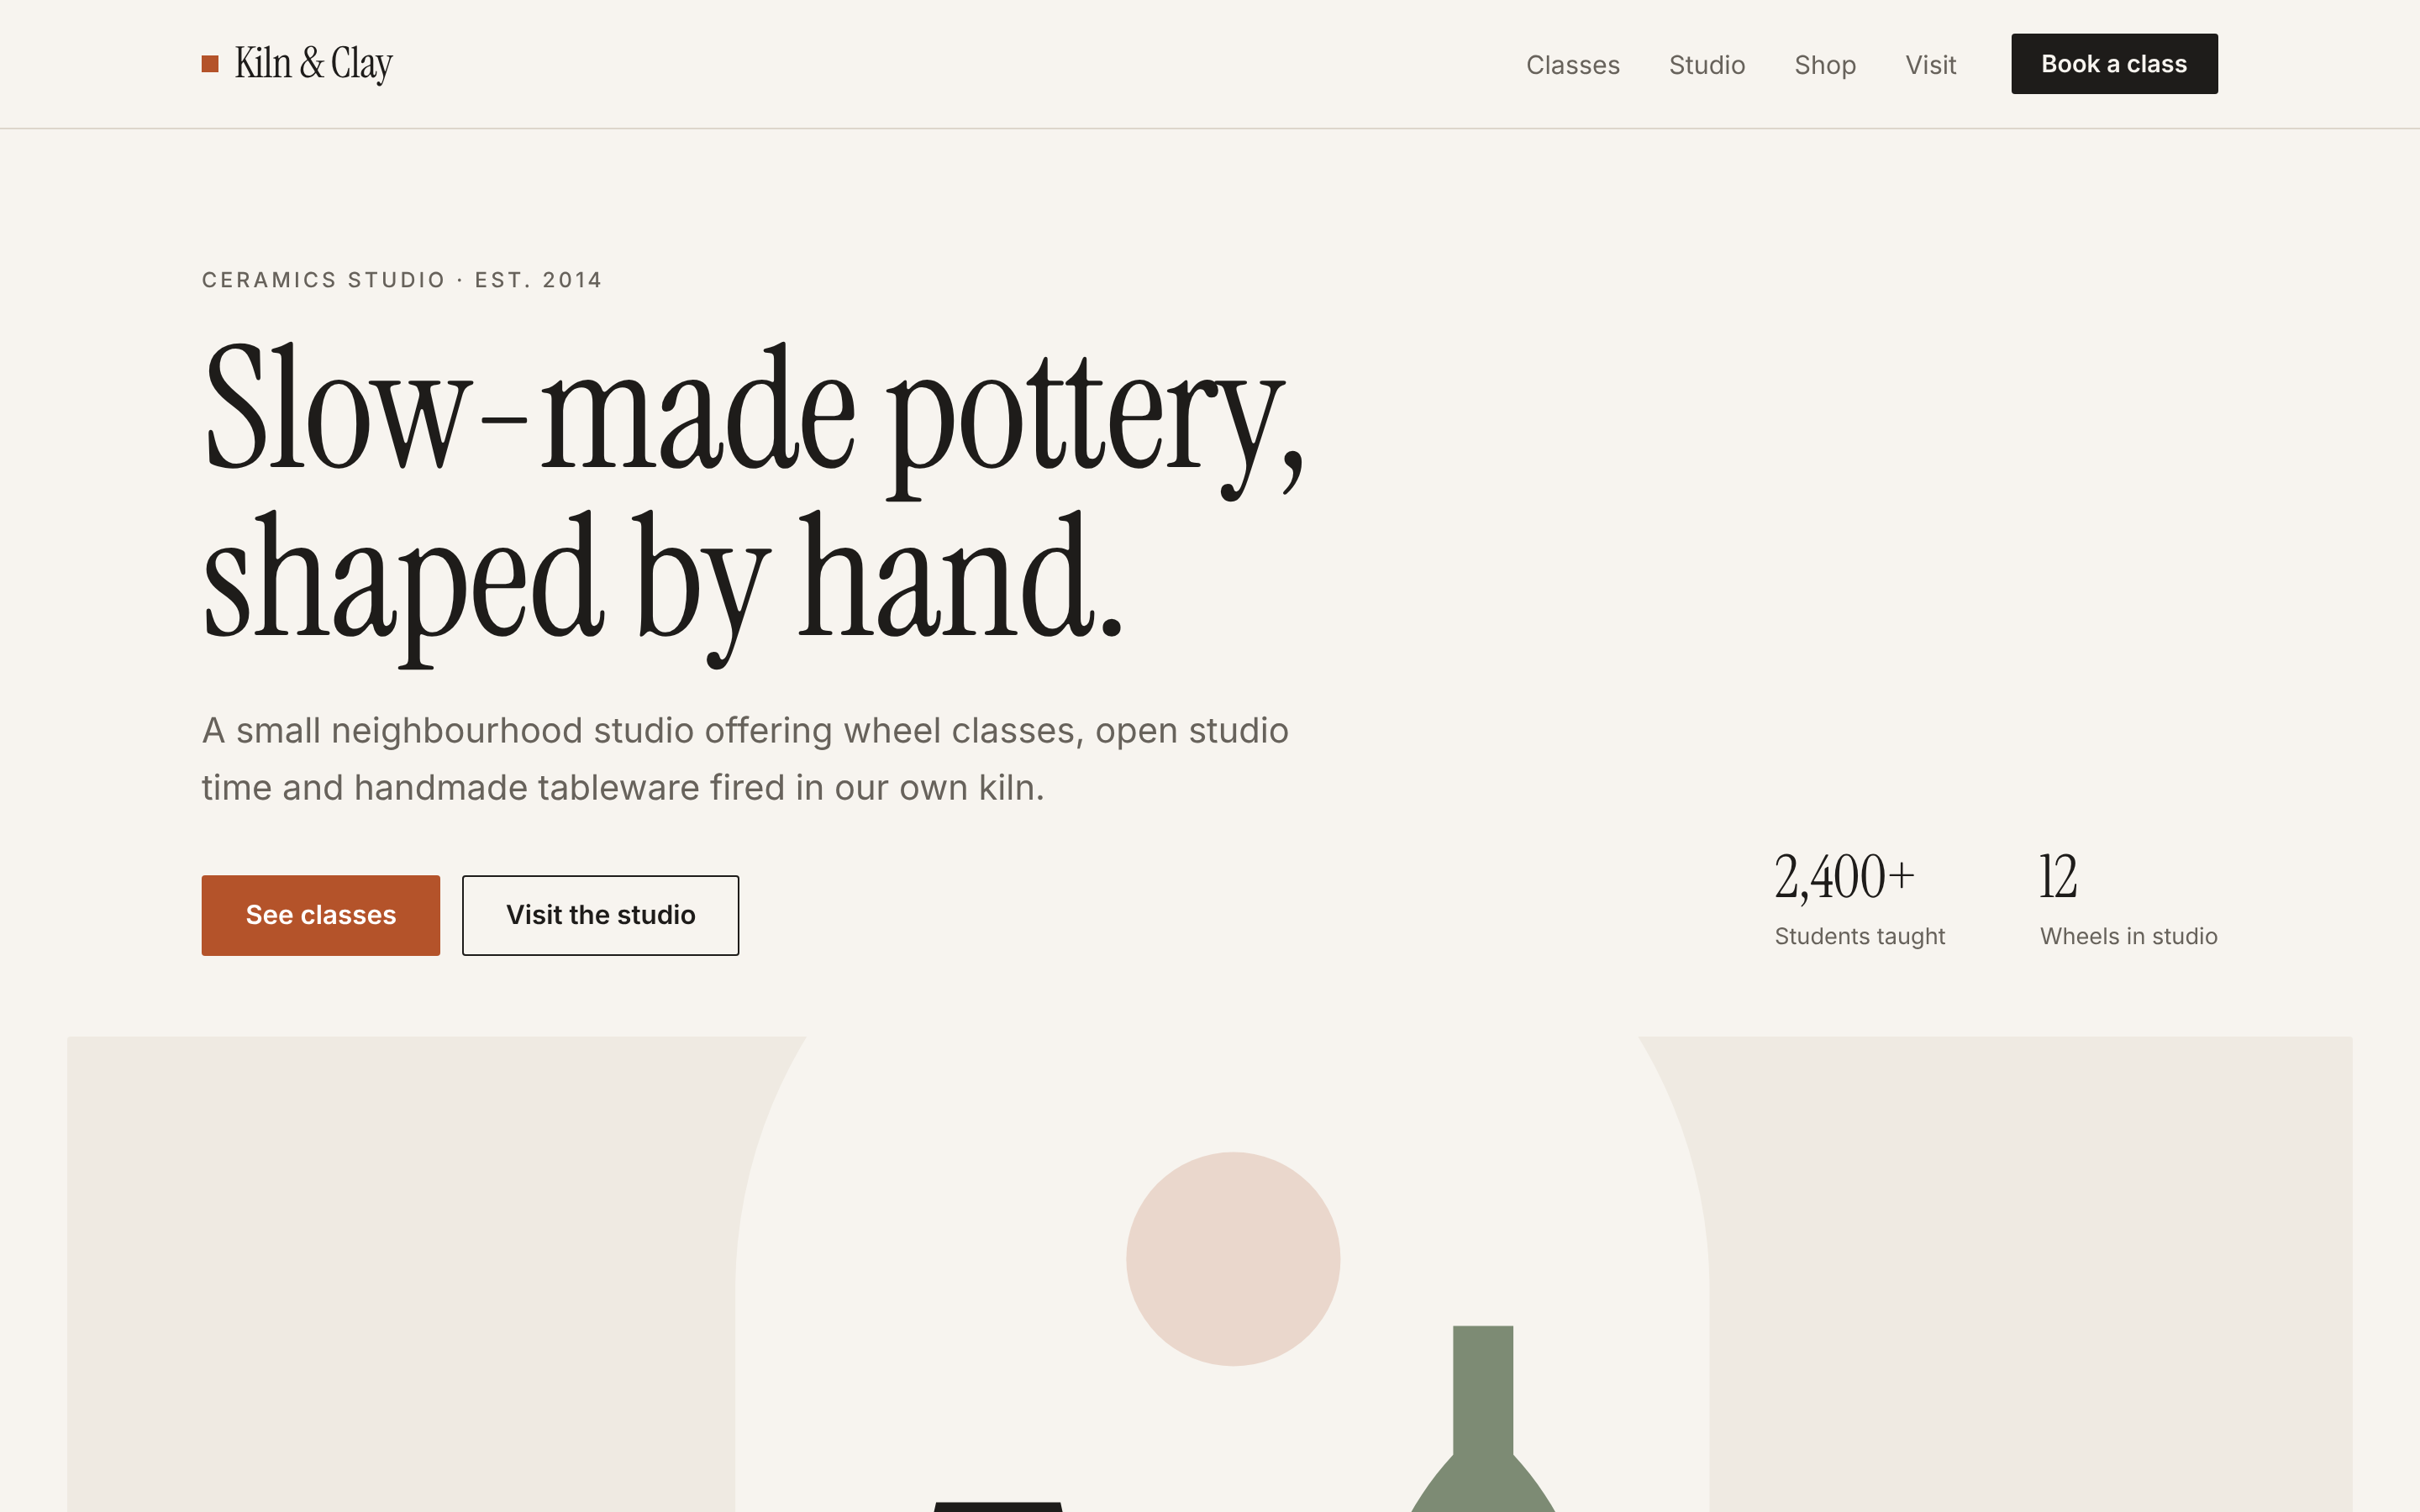 Kiln & Clay
Classes
Studio
Shop
Visit
Book a class
CERAMICS STUDIO · EST. 2014
Slow-made pottery,
shaped by hand.
A small neighbourhood studio offering wheel classes, open studio
time and handmade tableware fired in our own kiln.
See classes
Visit the studio
2,400+
Students taught
12
Wheels in studio